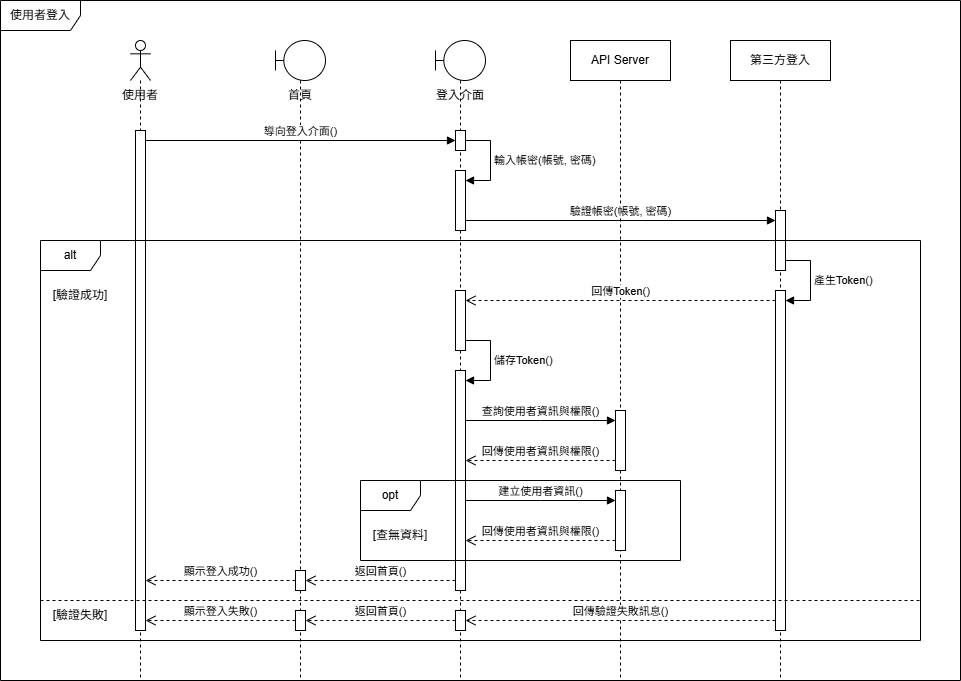 使用者登入
使用者
首頁
登入介面
API Server
第三方登入
導向登入介面()
輸入帳密(帳號, 密碼)
驗證帳密(帳號, 密碼)
alt
[驗證成功]
產生Token()
回傳Token()
儲存Token()
查詢使用者資訊與權限()
回傳使用者資訊與權限()
opt
建立使用者資訊()
[查無資料]
回傳使用者資訊與權限()
顯示登入成功()
返回首頁()
[驗證失敗]
顯示登入失敗()
返回首頁()
回傳驗證失敗訊息()